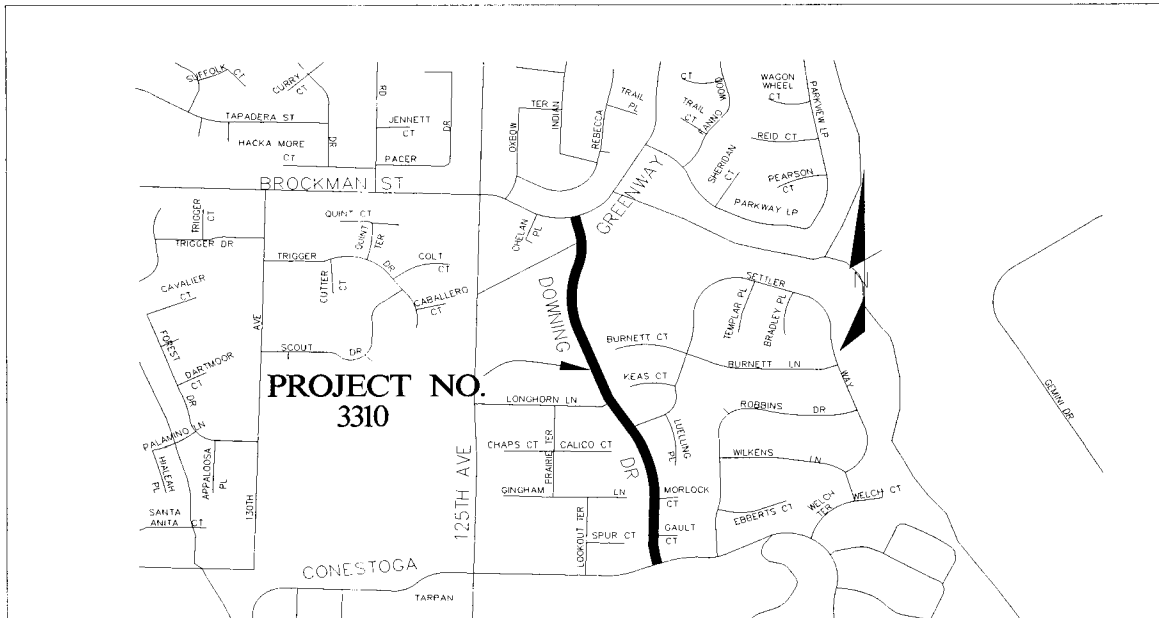 SUFFOLK CT
CURRY CT
TAPADERA ST
HACKA MORE CT
DR
RD
JENNETT CT
PACER
DR
BROCKMAN ST
OXBOW
TER
INDIAN
REBECCA
TRAIL PL
GREENWAY
CT
TRAIL CT
FANNO
WOOD
WAGON WHEEL CT
PARKVIEW LP
REID CT
SHERIDAN CT
PEARSON CT
PARKWAY LP
TRIGGER CT
TRIGGER DR
QUINT CT
QUINT TER
TRIGGER
DR
COLT CT
CUTTER CT
CABALLERO CT
CHELAN PL
CAVALIER CT
FOREST
DR
DARTMOOR CT
AVE
SCOUT DR
PROJECT NO.
3310
DOWNING
DR
SETTLER
WAY
TEMPLAR PL
BRADLEY PL
N
BURNETT CT
BURNETT LN
KEAS CT
LONGHORN LN
ROBBINS DR
LUELLING PL
GEMINI DR
PALAMINO LN
HIALEAH PL
APPALOOSA PL
SANTA ANITA CT
130TH
125TH AVE
CHAPS CT
PRAIRIE TER
CALICO CT
WILKENS LN
GINGHAM LN
MORLOCK CT
LOOKOUT TER
SPUR CT
GAULT CT
EBBERTS CT
WELCH TER
WELCH CT
CONESTOGA
TARPAN